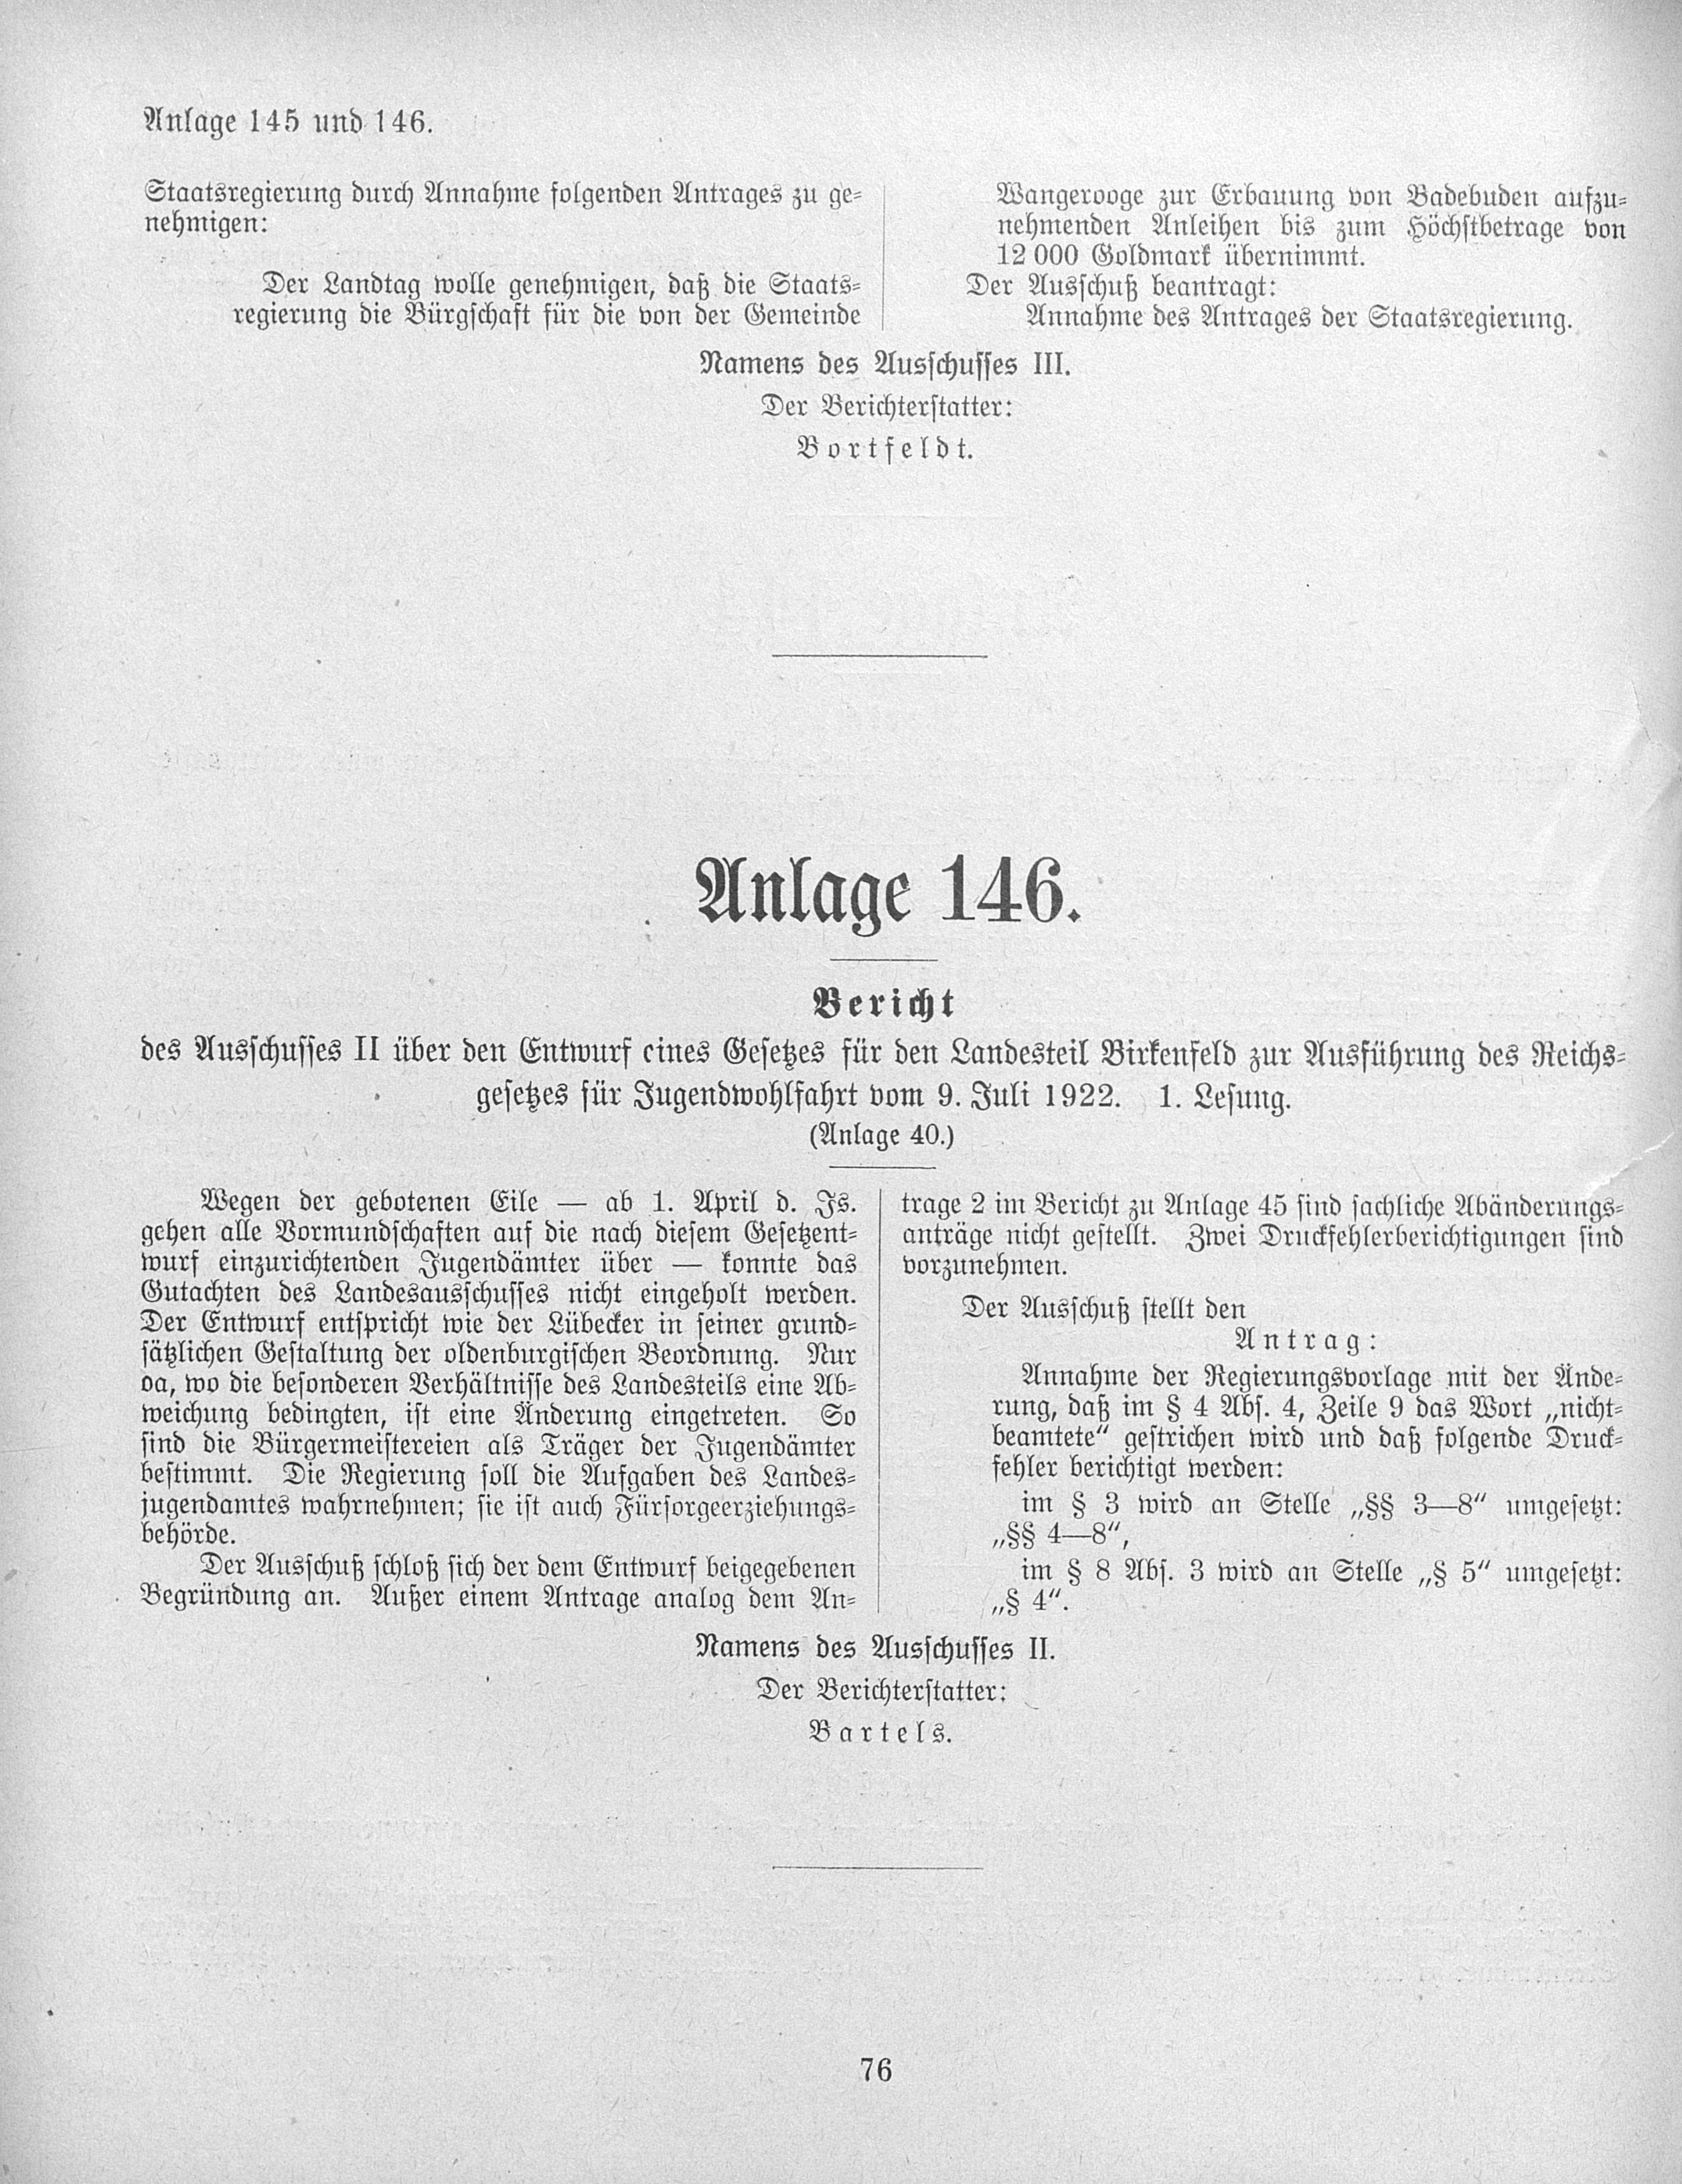 Anlage 145 und 146.
Staatsregierung durch Annahme folgenden Antrages zu ge-
nehmigen:
Der Landtag wolle genehmigen, daß die Staats-
regierung die Bürgschaft für die von der Gemeinde
Wangerooge zur Erbauung von Badebuden aufzu-
nehmenden Anleihen bis zum Höchstbetrage von
12 000 Goldmark übernimmt.
Der Ausschuß beantragt:
Annahme des Antrages der Staatsregierung.
Namens des Ausschusses III.
Der Berichterstatter:
Bortfeldt.
Anlage 146.
Bericht
des Ausschusses II über den Entwurf eines Gesetzes für den Landesteil Birkenfeld zur Ausführung des Reichs-
gesetzes für Jugendwohlfahrt vom 9. Juli 1922. 1. Lesung.
(Anlage 40.)
Wegen der gebotenen Eile — ab 1. April d. Js.
gehen alle Vormundschaften auf die nach diesem Gesetzent-
wurf einzurichtenden Jugendämter über — konnte das
Gutachten des Landesausschusses nicht eingeholt werden.
Der Entwurf entspricht wie der Lübecker in seiner grund-
sätzlichen Gestaltung der oldenburgischen Beordnung. Nur
da, wo die besonderen Verhältnisse des Landesteils eine Ab-
weichung bedingten, ist eine Änderung eingetreten. So
sind die Bürgermeistereien als Träger der Jugendämter
bestimmt. Die Regierung soll die Aufgaben des Landes-
jugendamtes wahrnehmen; sie ist auch Fürsorgeerziehungs-
behörde.
Der Ausschuß schloß sich der dem Entwurf beigegebenen
Begründung an. Außer einem Antrage analog dem An-
trage 2 im Bericht zu Anlage 45 sind sachliche Abänderungs-
anträge nicht gestellt. Zwei Druckfehlerberichtigungen sind
vorzunehmen.
Der Ausschuß stellt den
Antrag:
Annahme der Regierungsvorlage mit der Ände-
rung, daß im § 4 Abs. 4, Zeile 9 das Wort „nicht-
beamtete“ gestrichen wird und daß folgende Druck-
fehler berichtigt werden:
im § 3 wird an Stelle „§§ 3—8“ umgesetzt:
„§§ 4—8“,
im § 8 Abs. 3 wird an Stelle „§ 5“ umgesetzt:
„§ 4“.
Namens des Ausschusses II.
Der Berichterstatter:
Bartels.
76